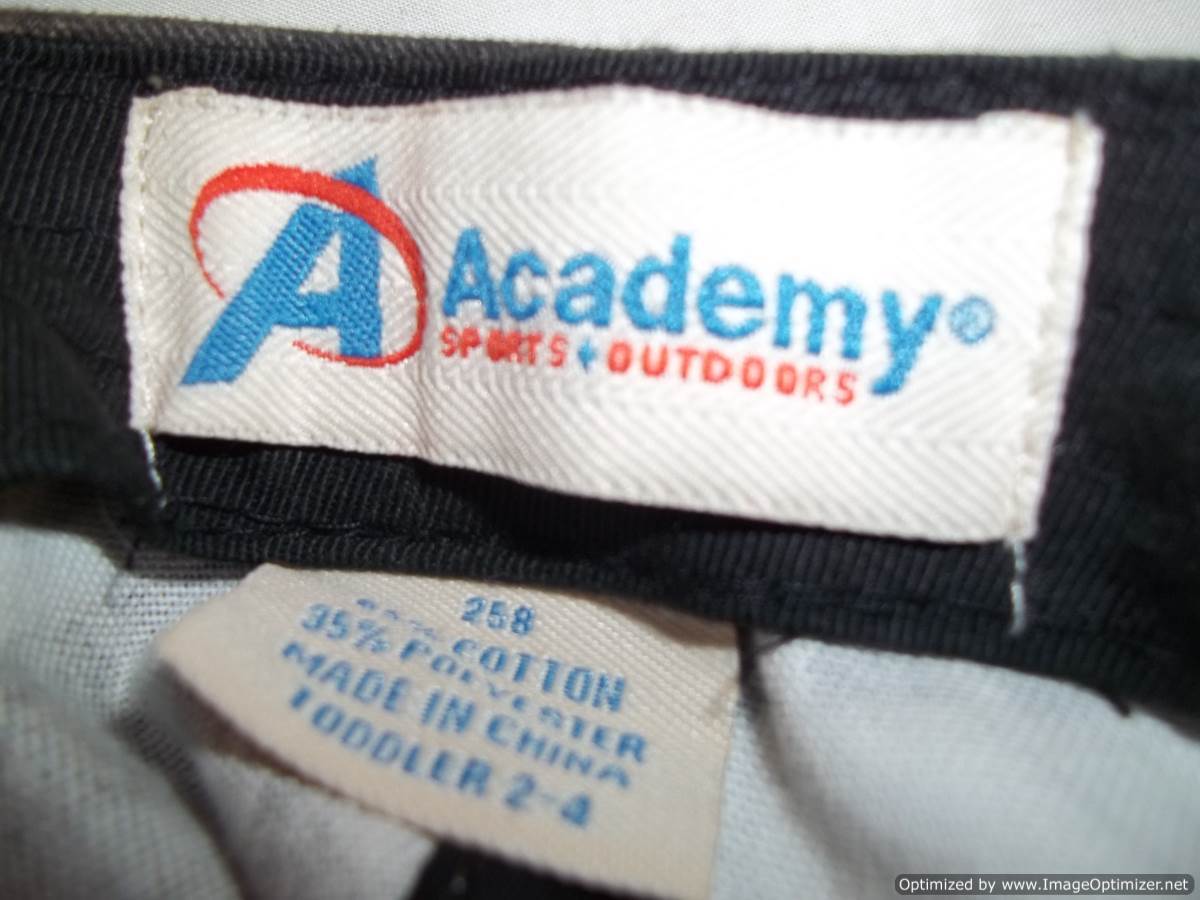 A Academy®
SPORTS + OUTDOORS
258
COTTON
35% POLYESTER
MADE IN CHINA
TODDLER 2-4
Optimized by www.ImageOptimizer.net